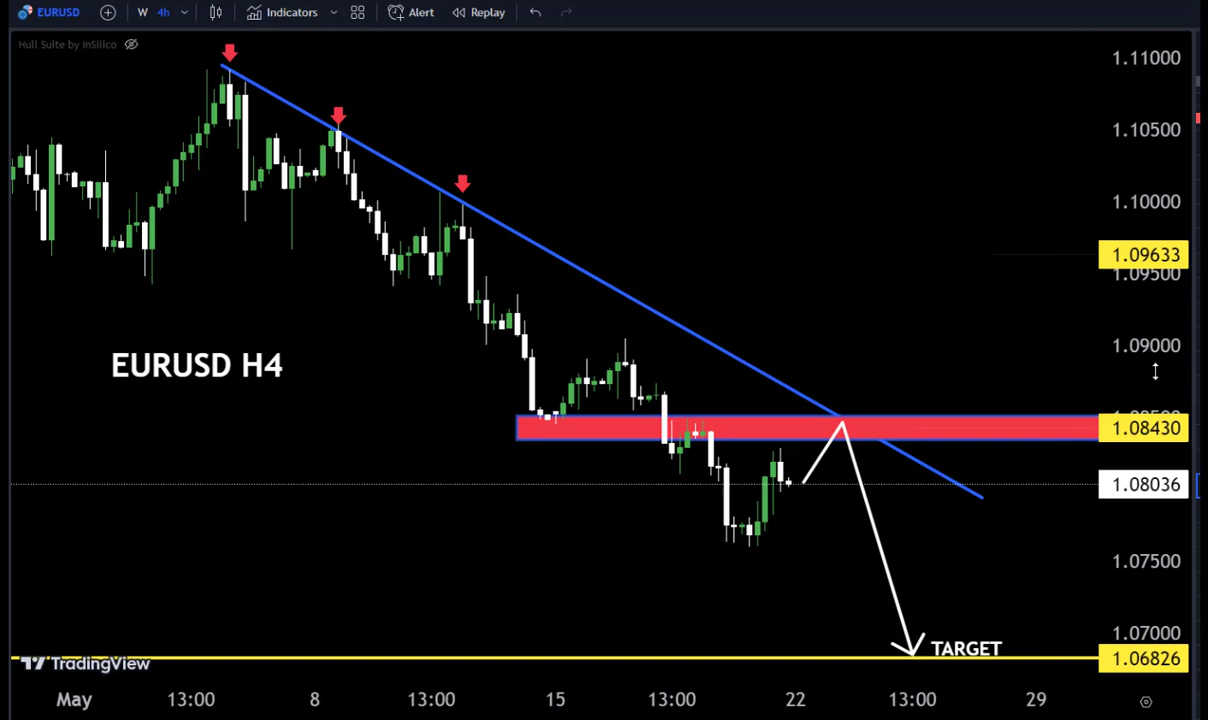 EURUSD W 4h Indicators Alert Replay
Hull Suite by InSilico
1.11000
1.10500
1.10000
1.09633
1.09500
1.09000
EURUSD H4
1.08500
1.08430
1.08036
1.07500
1.07000
TARGET
TradingView
1.06826
May 13:00 8 13:00 15 13:00 22 13:00 29